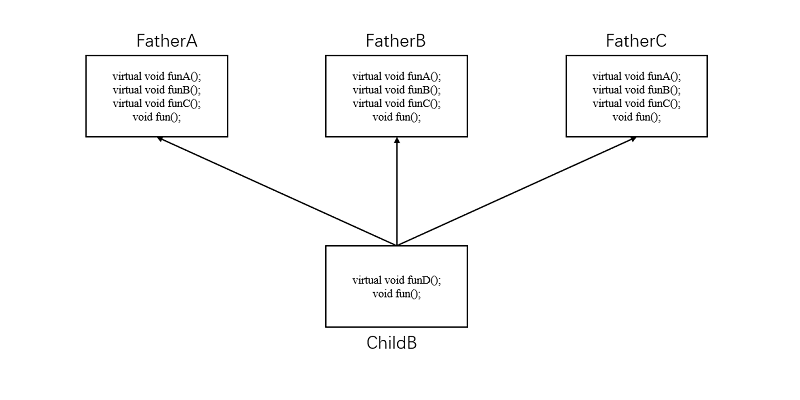 FatherA
virtual void funA();
virtual void funB();
virtual void funC();
void fun();
FatherB
virtual void funA();
virtual void funB();
virtual void funC();
void fun();
FatherC
virtual void funA();
virtual void funB();
virtual void funC();
void fun();
virtual void funD();
void fun();
ChildB